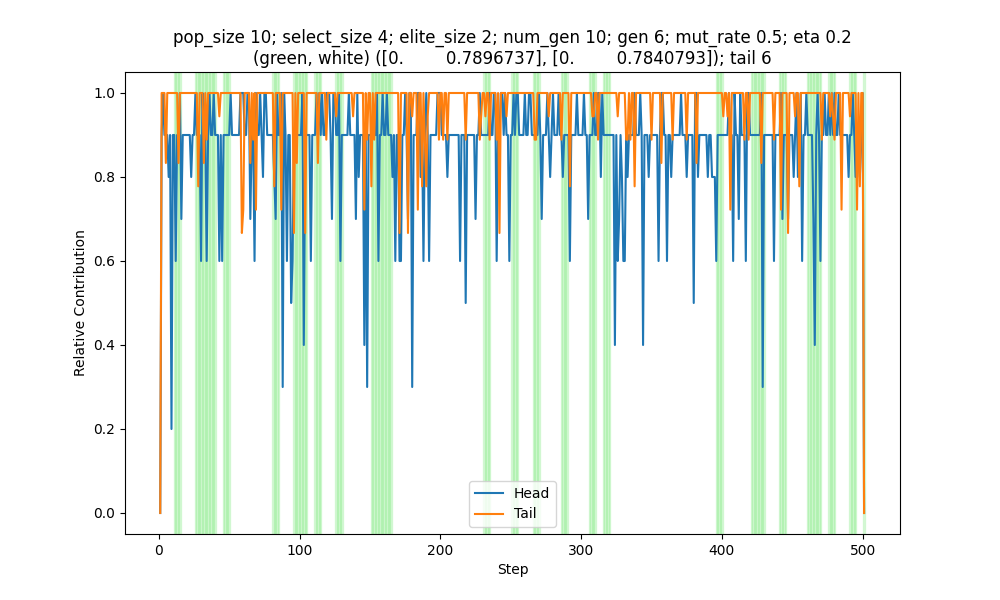 pop_size 10; select_size 4; elite_size 2; num_gen 10; gen 6; mut_rate 0.5; eta 0.2
(green, white) ([0.        0.7896737], [0.        0.7840793]); tail 6
1.0
0.8
0.6
0.4
0.2
0.0
Relative Contribution
Head
Tail
0
100
200
300
400
500
Step